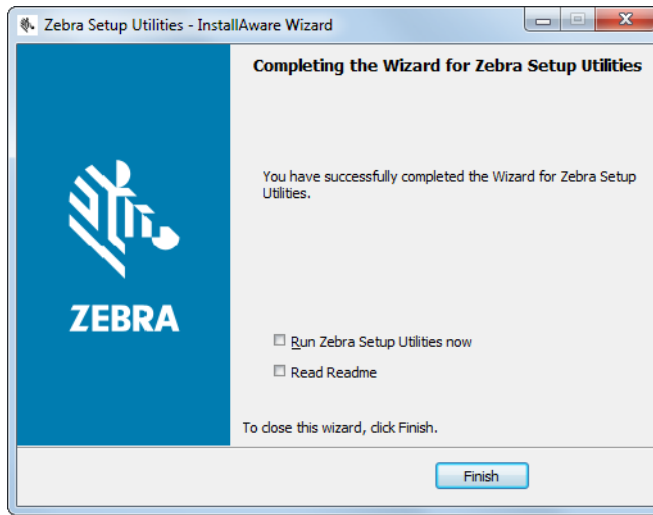 Zebra Setup Utilities - InstallAware Wizard
Completing the Wizard for Zebra Setup Utilities
You have successfully completed the Wizard for Zebra Setup
Utilities.
ZEBRA
Run Zebra Setup Utilities now
Read Readme
To close this wizard, click Finish.
Finish